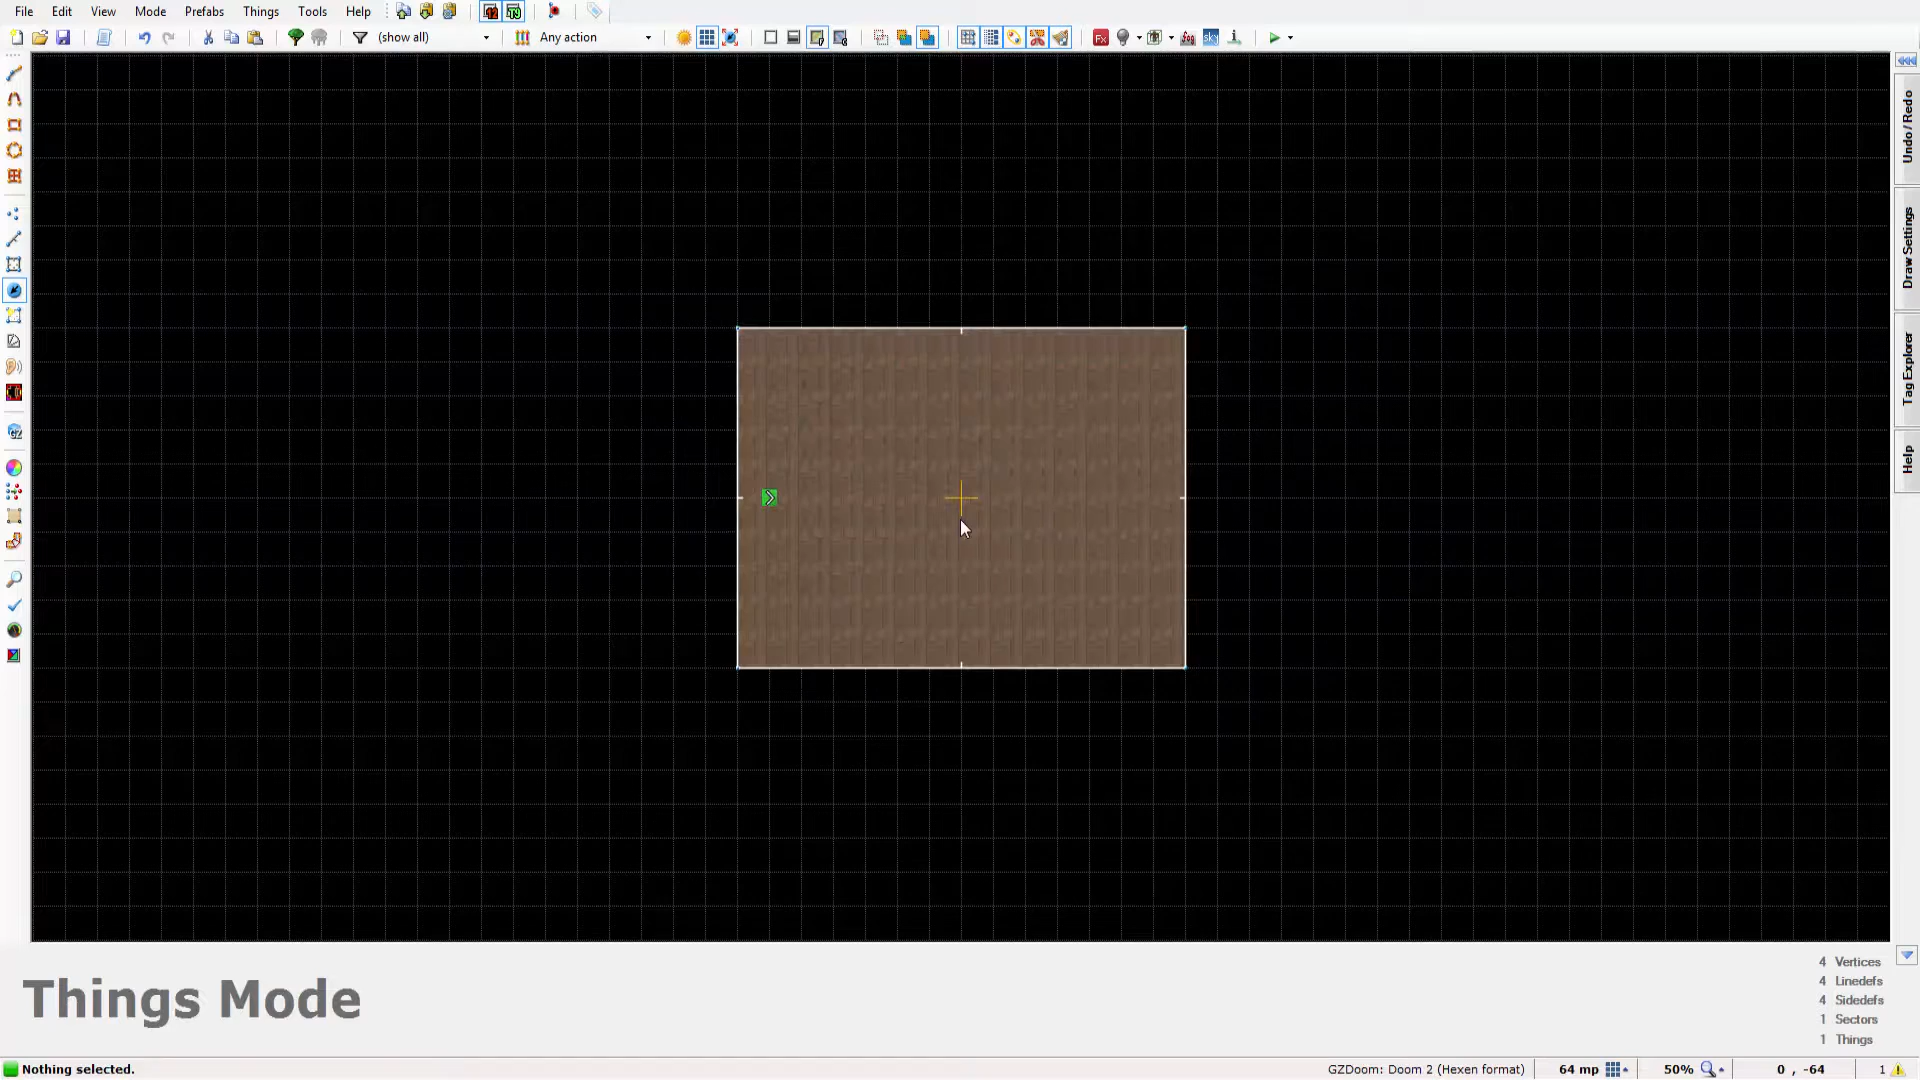 File Edit View Mode Prefabs Things Tools Help
(show all) Any action Fx sky
Undo / Redo
Draw Settings
Tag Explorer
Help
Things Mode
4 Vertices
4 Linedefs
4 Sidedefs
1 Sectors
1 Things
Nothing selected. GZDoom: Doom 2 (Hexen format) 64 mp 50% 0 , -64 1